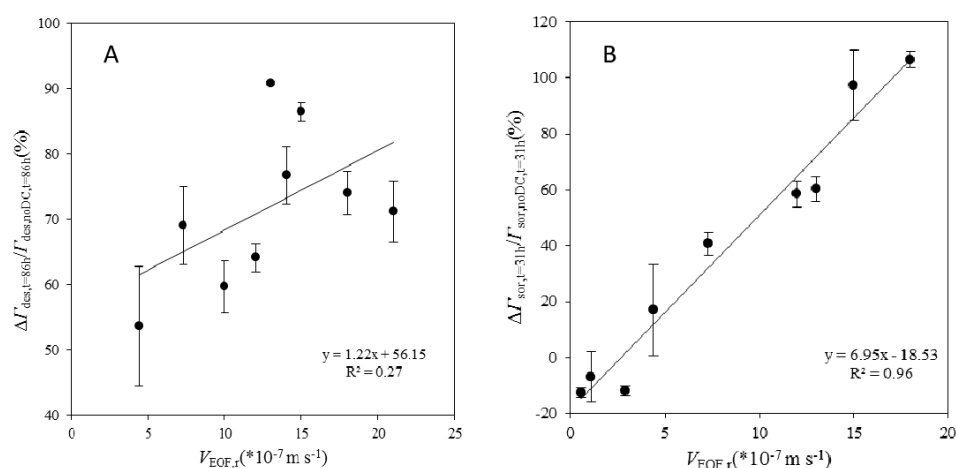 A
100
90
80
70
60
50
40
0
5
10
15
20
25
ΔΓdes,t=86h/Γdes,noDC,t=86h(%)
y = 1.22x + 56.15
R² = 0.27
VEOF,r(*10-7 m s-1)
B
120
100
80
60
40
20
0
-20
0
5
10
15
20
ΔΓsor,t=31h/Γsor,noDC,t=31h(%)
y = 6.95x - 18.53
R² = 0.96
VEOF,r(*10-7 m s-1)